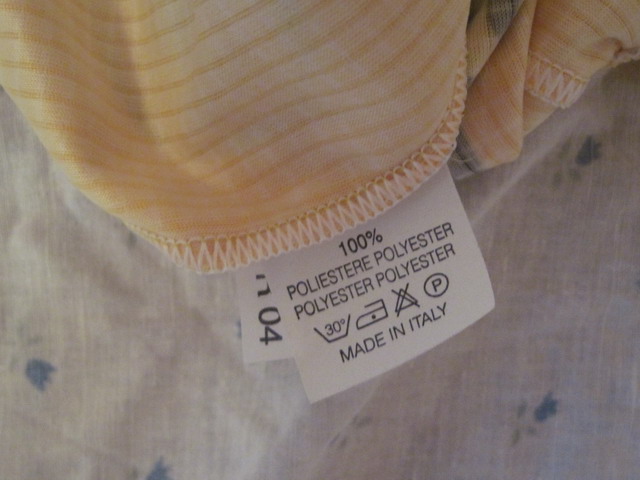 100%
POLIESTERE POLYESTER
POLYESTER POLYESTER
30° P
MADE IN ITALY
04